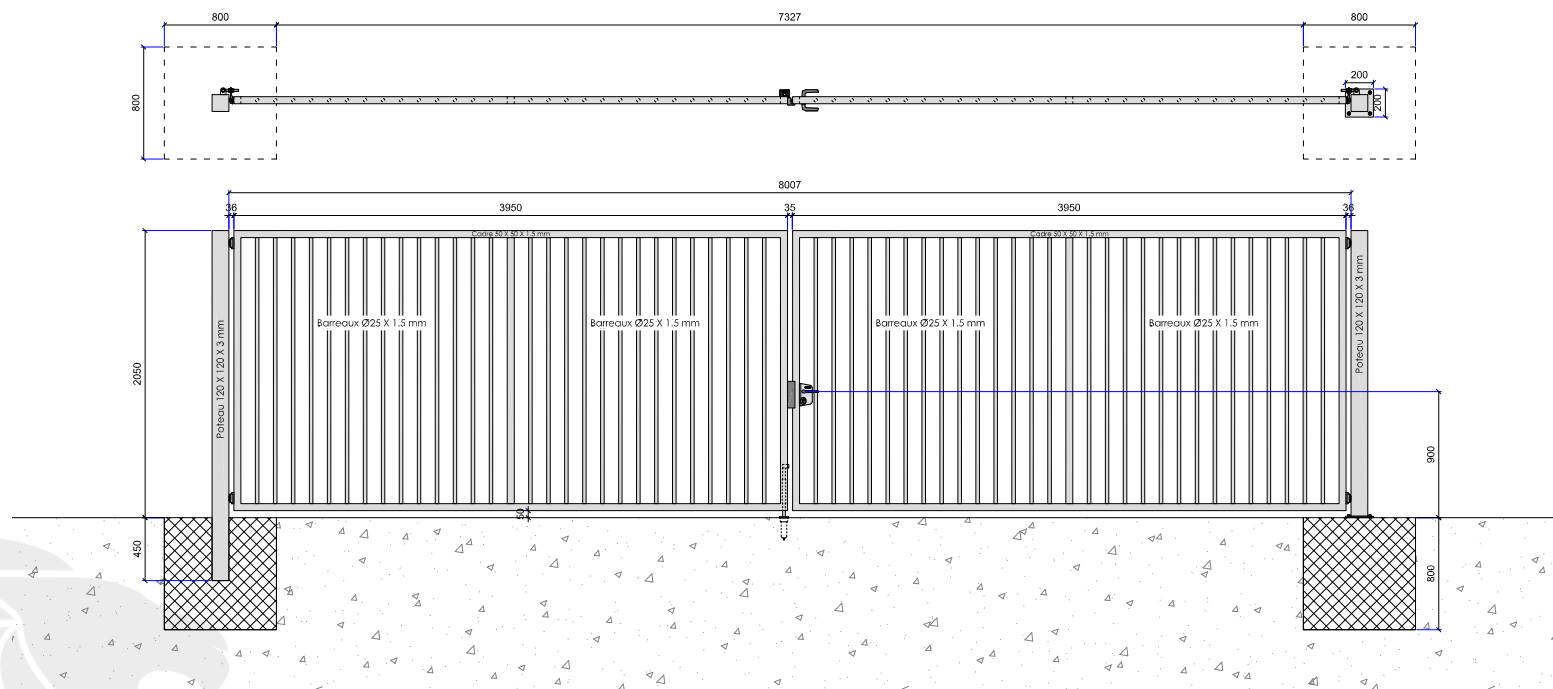 800
7327
800
800
200
200
8007
36
3950
35
3950
36
Cadre 50 X 50 X 1.5 mm
Cadre 50 X 50 X 1.5 mm
Barreaux Ø25 X 1.5 mm
Barreaux Ø25 X 1.5 mm
Barreaux Ø25 X 1.5 mm
Barreaux Ø25 X 1.5 mm
Poteau 120 X 120 X 3 mm
Poteau 120 X 120 X 3 mm
2050
900
50
450
800